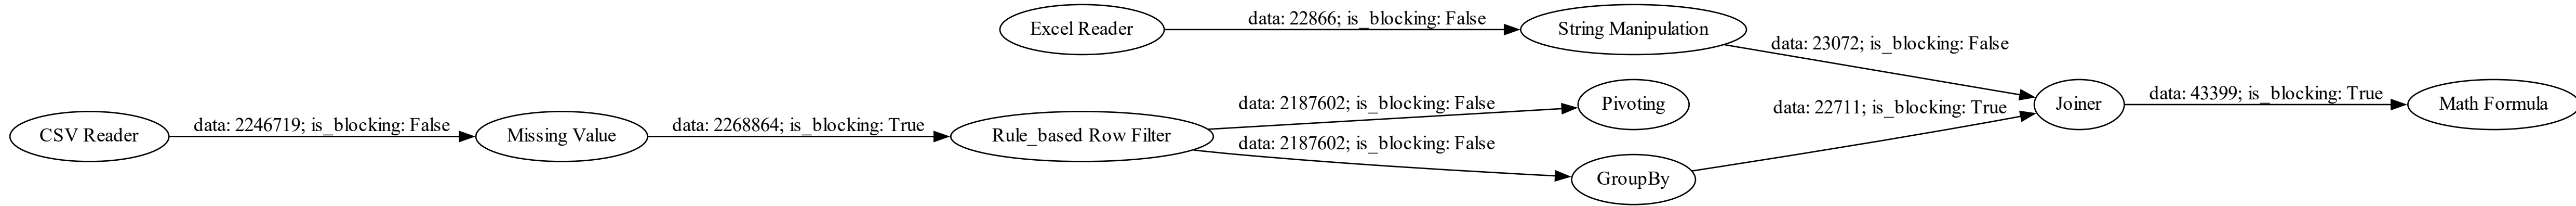 Excel Reader
data: 22866; is_blocking: False
String Manipulation
data: 23072; is_blocking: False
CSV Reader
data: 2246719; is_blocking: False
Missing Value
data: 2268864; is_blocking: True
Rule_based Row Filter
data: 2187602; is_blocking: False
Pivoting
data: 2187602; is_blocking: False
GroupBy
data: 22711; is_blocking: True
Joiner
data: 43399; is_blocking: True
Math Formula